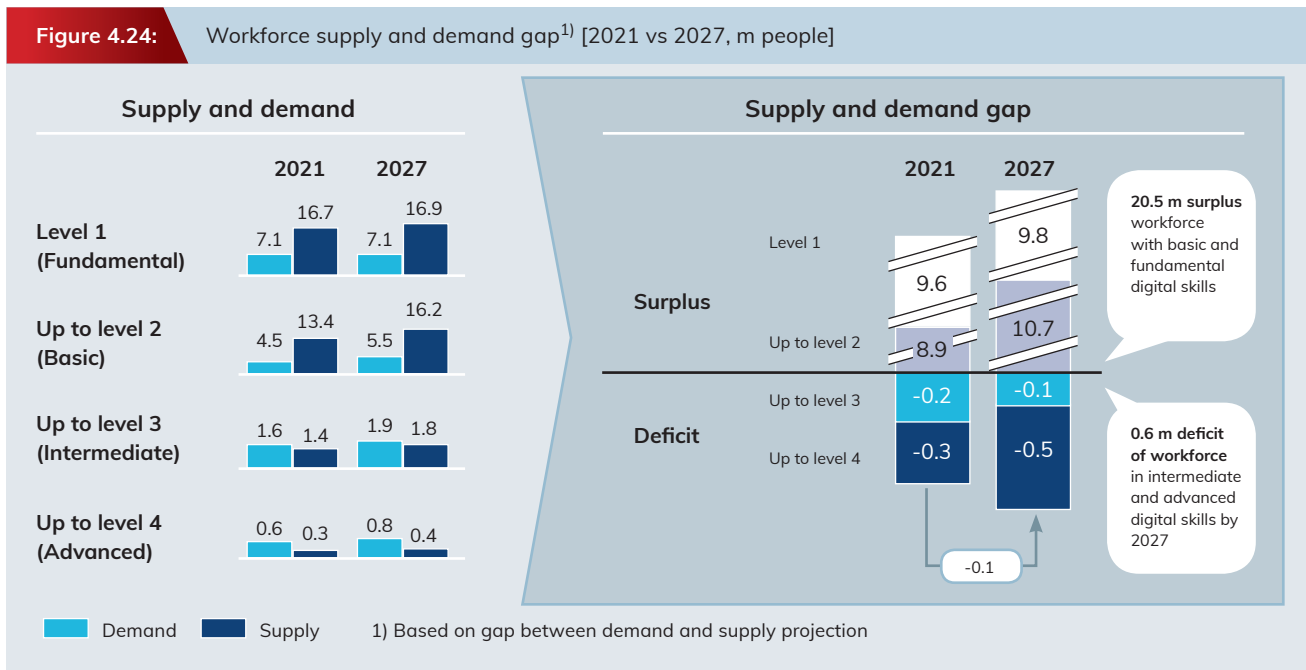 Figure 4.24:
Workforce supply and demand gap1) [2021 vs 2027, m people]
Supply and demand
2021 2027
Level 1
(Fundamental)
7.1 16.7 7.1 16.9
Up to level 2
(Basic)
4.5 13.4 5.5 16.2
Up to level 3
(Intermediate)
1.6 1.4 1.9 1.8
Up to level 4
(Advanced)
0.6 0.3 0.8 0.4
Demand
Supply
1) Based on gap between demand and supply projection
Supply and demand gap
2021 2027
Surplus
Level 1
9.6 9.8
Up to level 2
8.9 10.7
Deficit
Up to level 3
-0.2 -0.1
Up to level 4
-0.3 -0.5
-0.1
20.5 m surplus
workforce
with basic and
fundamental
digital skills
0.6 m deficit
of workforce
in intermediate
and advanced
digital skills by
2027